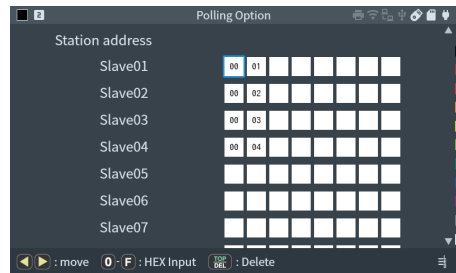 2 Polling Option
Station address
Slave01 00 01
Slave02 00 02
Slave03 00 03
Slave04 00 04
Slave05
Slave06
Slave07
: move 0 - F : HEX Input TOP DEL : Delete